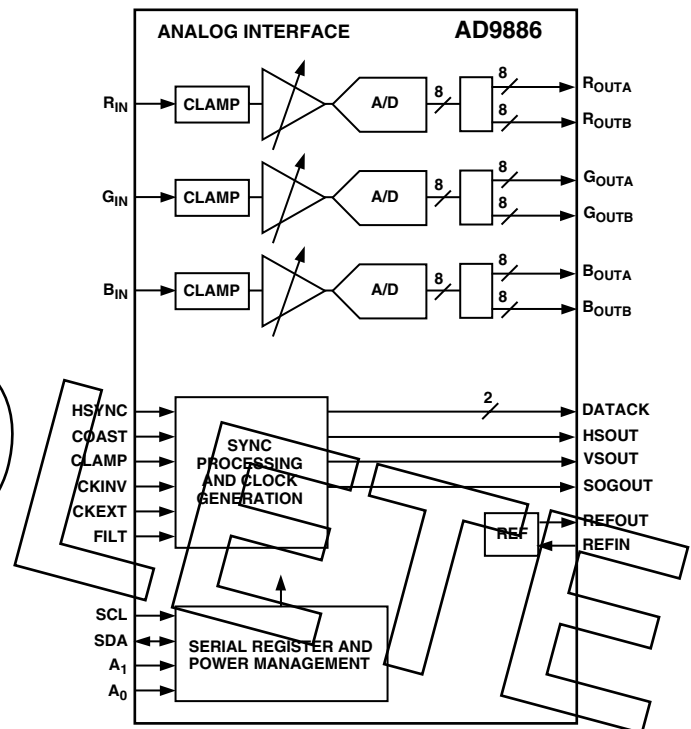 ANALOG INTERFACE AD9886
R_IN CLAMP A/D 8 8 R_OUTA
8 R_OUTB
G_IN CLAMP A/D 8 8 G_OUTA
8 G_OUTB
B_IN CLAMP A/D 8 8 B_OUTA
8 B_OUTB
HSYNC 2 DATACK
COAST HSOUT
CLAMP VSOUT
CKINV SOGOUT
CKEXT
FILT
SYNC
PROCESSING
AND CLOCK
GENERATION
REF REFOUT
REFIN
SCL
SDA
A1
A0
SERIAL REGISTER AND
POWER MANAGEMENT
LETE